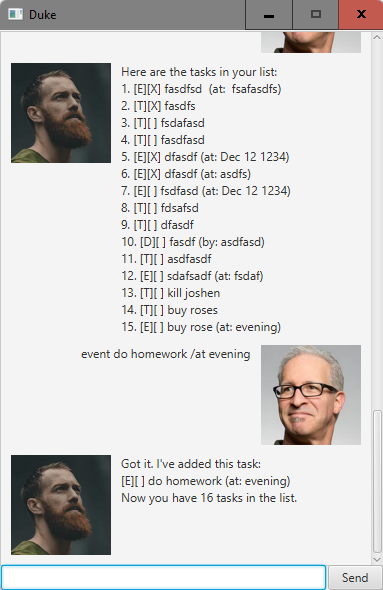 Duke
Here are the tasks in your list:
1. [E][X] fasdfsd  (at:  fsafasdfs)
2. [T][X] fasdfs
3. [T][ ] fsdafasd
4. [T][ ] fasdfasd
5. [E][X] dfasdf (at: Dec 12 1234)
6. [E][X] dfasdf (at: asdfs)
7. [E][ ] fsdfasd (at: Dec 12 1234)
8. [T][ ] fdsafsd
9. [T][ ] dfasdf
10. [D][ ] fasdf (by: asdfasd)
11. [T][ ] asdfasdf
12. [E][ ] sdafsadf (at: fsdaf)
13. [T][ ] kill joshen
14. [T][ ] buy roses
15. [E][ ] buy rose (at: evening)
event do homework /at evening
Got it. I've added this task:
[E][ ] do homework (at: evening)
Now you have 16 tasks in the list.
Send